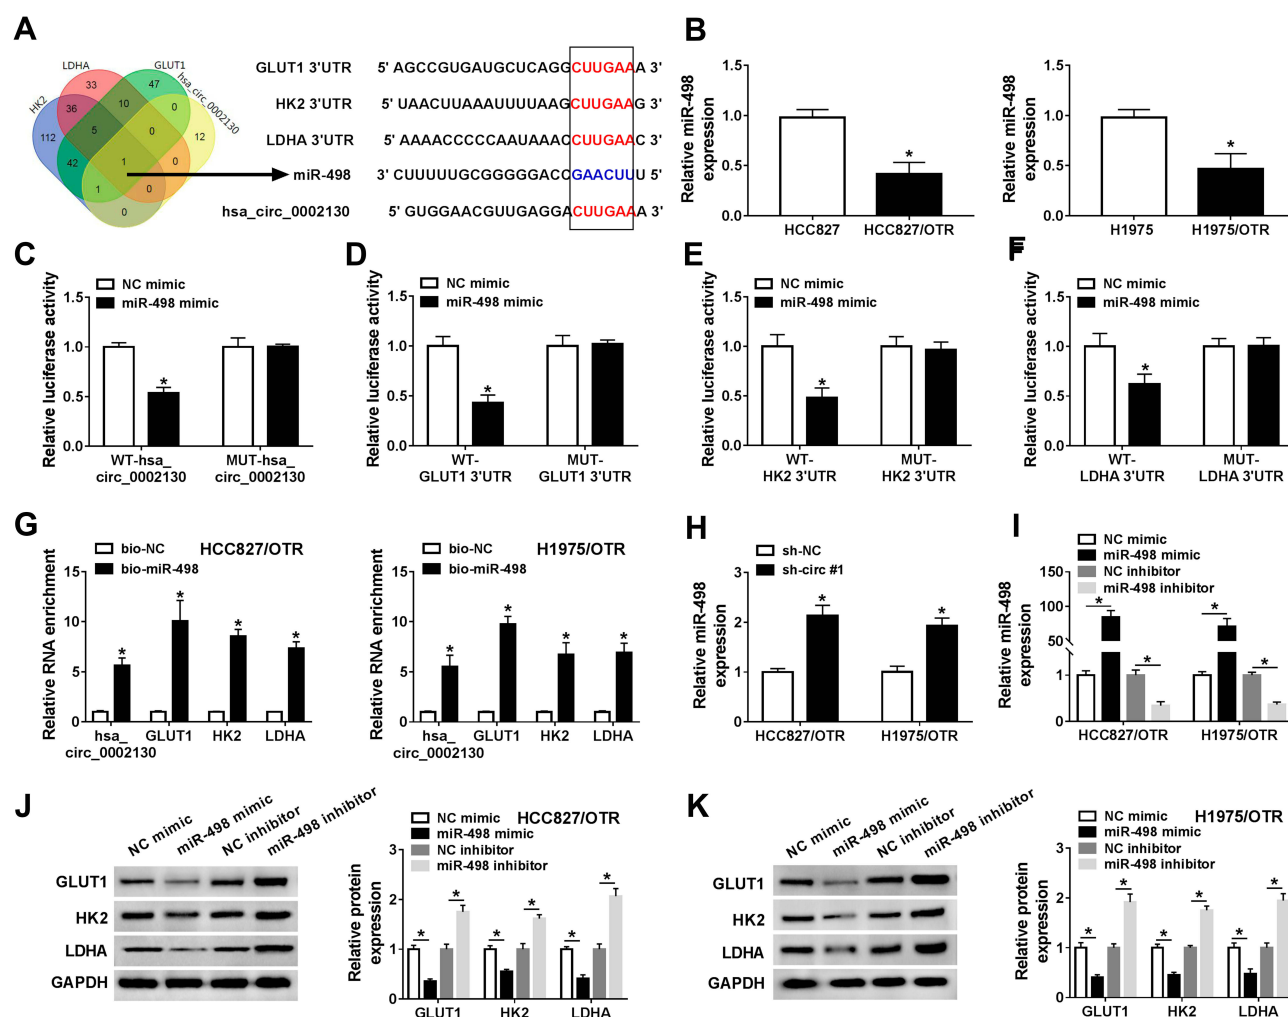 A
LDHA
GLUT1
HK2
hsa_circ_0002130
33
47
36
10
0
112
5
0
12
42
1
0
1
0
0
GLUT1 3'UTR 5' AGCCGUGAUGCUCAGGCUUGAAA 3'
HK2 3'UTR 5' UAACUUAAAUUUUAAGCUUGAAG 3'
LDHA 3'UTR 5' AAAACCCCCAAUAAACCUUGAAC 3'
miR-498 3' CUUUUUGCGGGGGACCGAACUUU 5'
hsa_circ_0002130 5' GUGGAACGUUGAGGACUUGAAA 3'
B
Relative miR-498 expression
1.5
1.0
0.5
0.0
*
HCC827 HCC827/OTR
Relative miR-498 expression
1.5
1.0
0.5
0.0
*
H1975 H1975/OTR
C
NC mimic
miR-498 mimic
Relative luciferase activity
1.5
1.0
0.5
0.0
*
WT-hsa_ MUT-hsa_
circ_0002130 circ_0002130
D
NC mimic
miR-498 mimic
Relative luciferase activity
1.5
1.0
0.5
0.0
*
WT- MUT-
GLUT1 3'UTR GLUT1 3'UTR
E
NC mimic
miR-498 mimic
Relative luciferase activity
1.5
1.0
0.5
0.0
*
WT- MUT-
HK2 3'UTR HK2 3'UTR
F
NC mimic
miR-498 mimic
Relative luciferase activity
1.5
1.0
0.5
0.0
*
WT- MUT-
LDHA 3'UTR LDHA 3'UTR
G
bio-NC HCC827/OTR
bio-miR-498
Relative RNA enrichment
15
10
5
0
* * * *
hsa_ GLUT1 HK2 LDHA
circ_0002130
bio-NC H1975/OTR
bio-miR-498
Relative RNA enrichment
15
10
5
0
* * * *
hsa_ GLUT1 HK2 LDHA
circ_0002130
H
sh-NC
sh-circ #1
Relative miR-498 expression
3
2
1
0
* *
HCC827/OTR H1975/OTR
I
NC mimic
miR-498 mimic
NC inhibitor
miR-498 inhibitor
Relative miR-498 expression
150
100
50
1
0
* * * *
HCC827/OTR H1975/OTR
J
NC mimic
miR-498 mimic
NC inhibitor
miR-498 inhibitor
GLUT1
HK2
LDHA
GAPDH
NC mimic HCC827/OTR
miR-498 mimic
NC inhibitor
miR-498 inhibitor
Relative protein expression
3
2
1
0
* * * * * *
GLUT1 HK2 LDHA
K
NC mimic
miR-498 mimic
NC inhibitor
miR-498 inhibitor
GLUT1
HK2
LDHA
GAPDH
NC mimic H1975/OTR
miR-498 mimic
NC inhibitor
miR-498 inhibitor
Relative protein expression
3
2
1
0
* * * * * *
GLUT1 HK2 LDHA